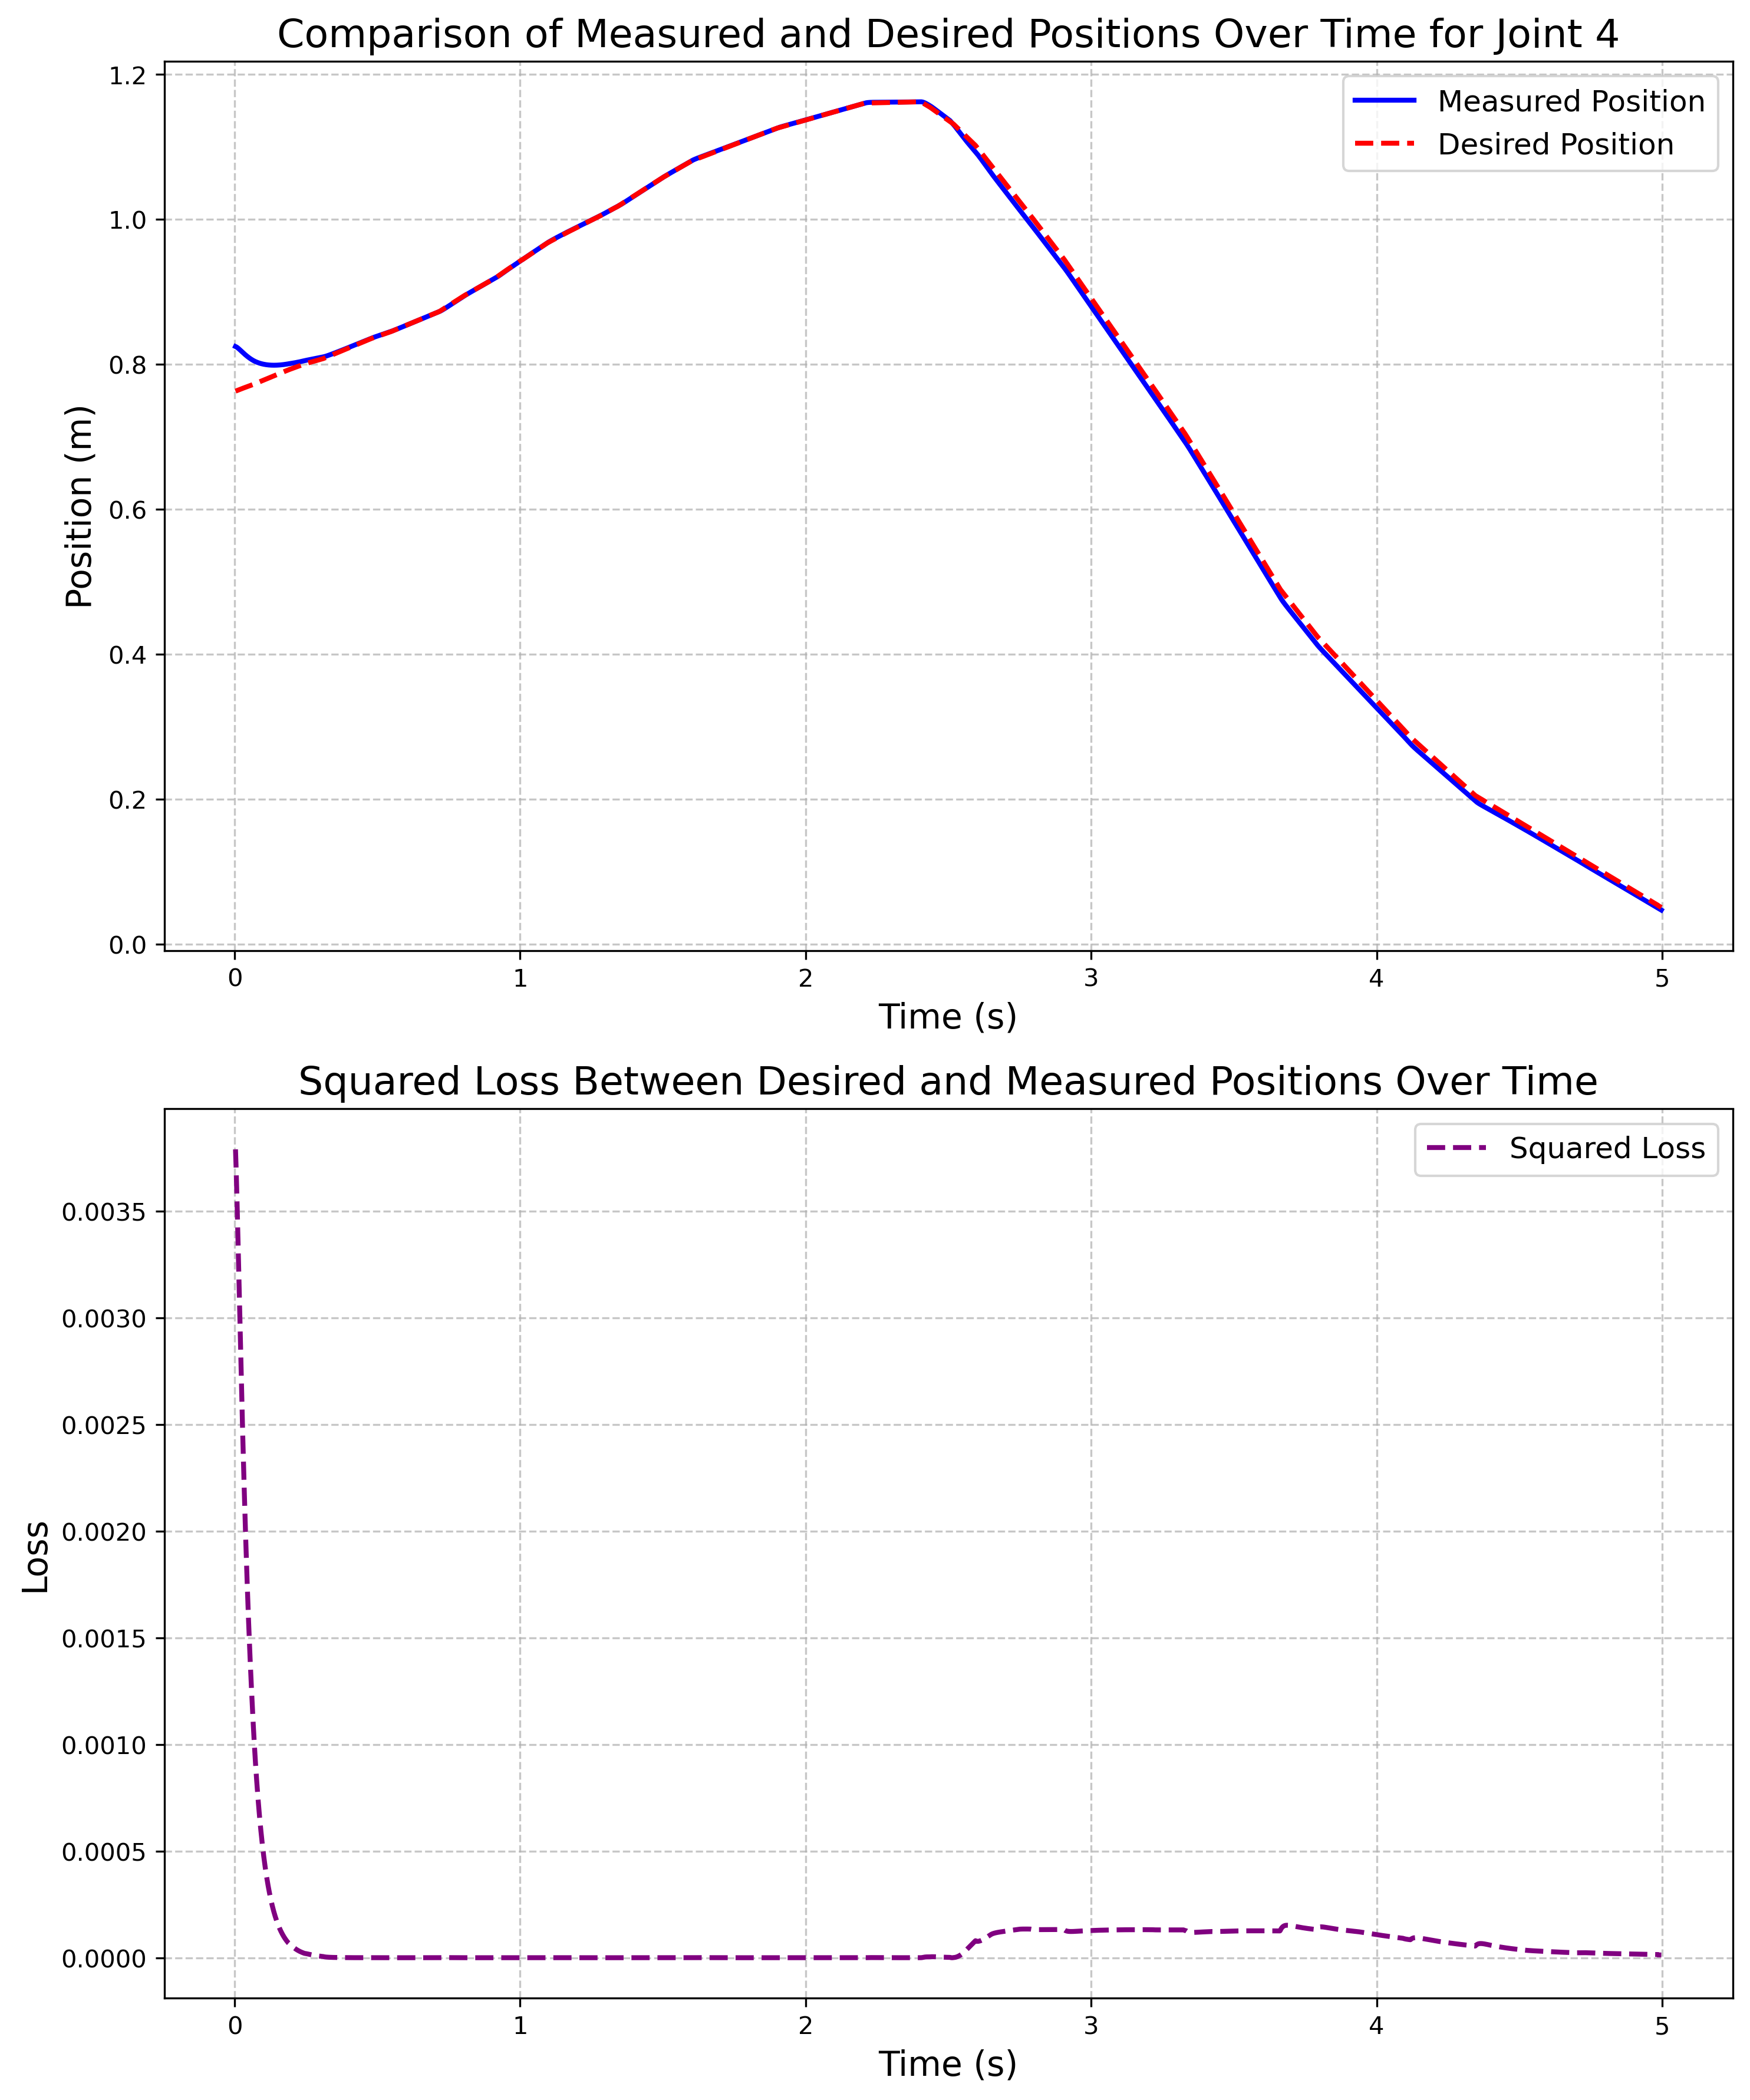 Comparison of Measured and Desired Positions Over Time for Joint 4
1.2
1.0
0.8
0.6
0.4
0.2
0.0
Position (m)
Measured Position
Desired Position
0 1 2 3 4 5
Time (s)
Squared Loss Between Desired and Measured Positions Over Time
0.0035
0.0030
0.0025
0.0020
0.0015
0.0010
0.0005
0.0000
Loss
Squared Loss
0 1 2 3 4 5
Time (s)